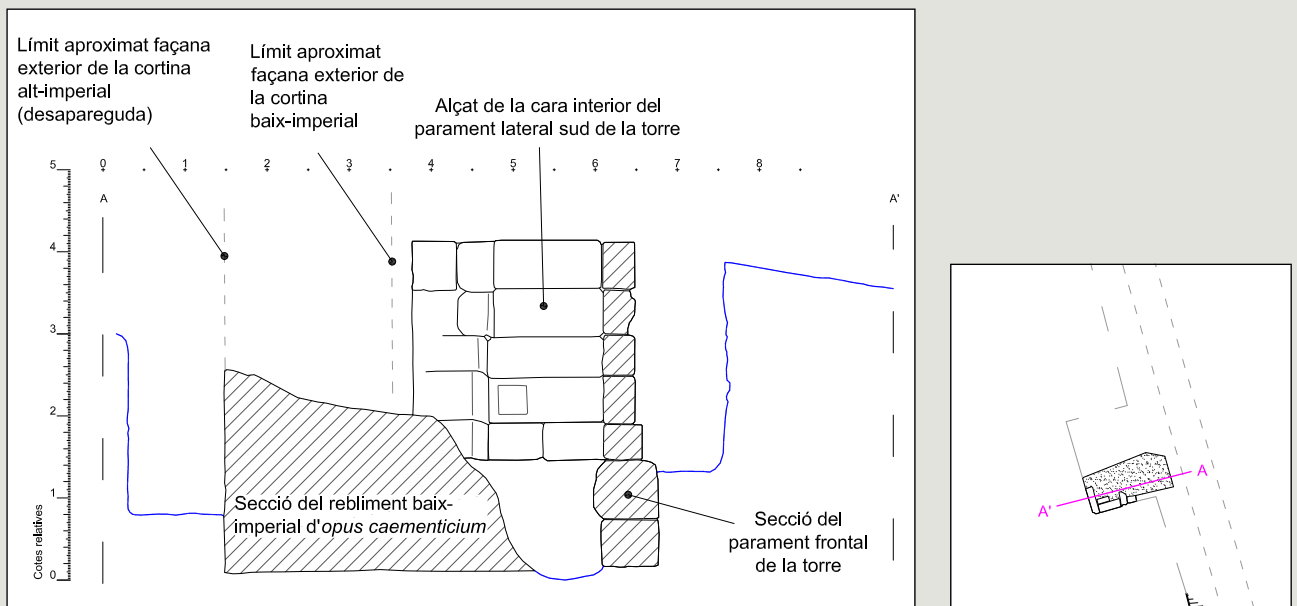 Límit aproximat façana
exterior de la cortina
alt-imperial
(desapareguda)
Límit aproximat
façana exterior de
la cortina
baix-imperial
Alçat de la cara interior del
parament lateral sud de la torre
0 1 2 3 4 5 6 7 8
A
A'
5
4
3
2
1
0
Cotes relatives
Secció del rebliment baix-
imperial d'opus caementicium
Secció del
parament frontal
de la torre
A
A'